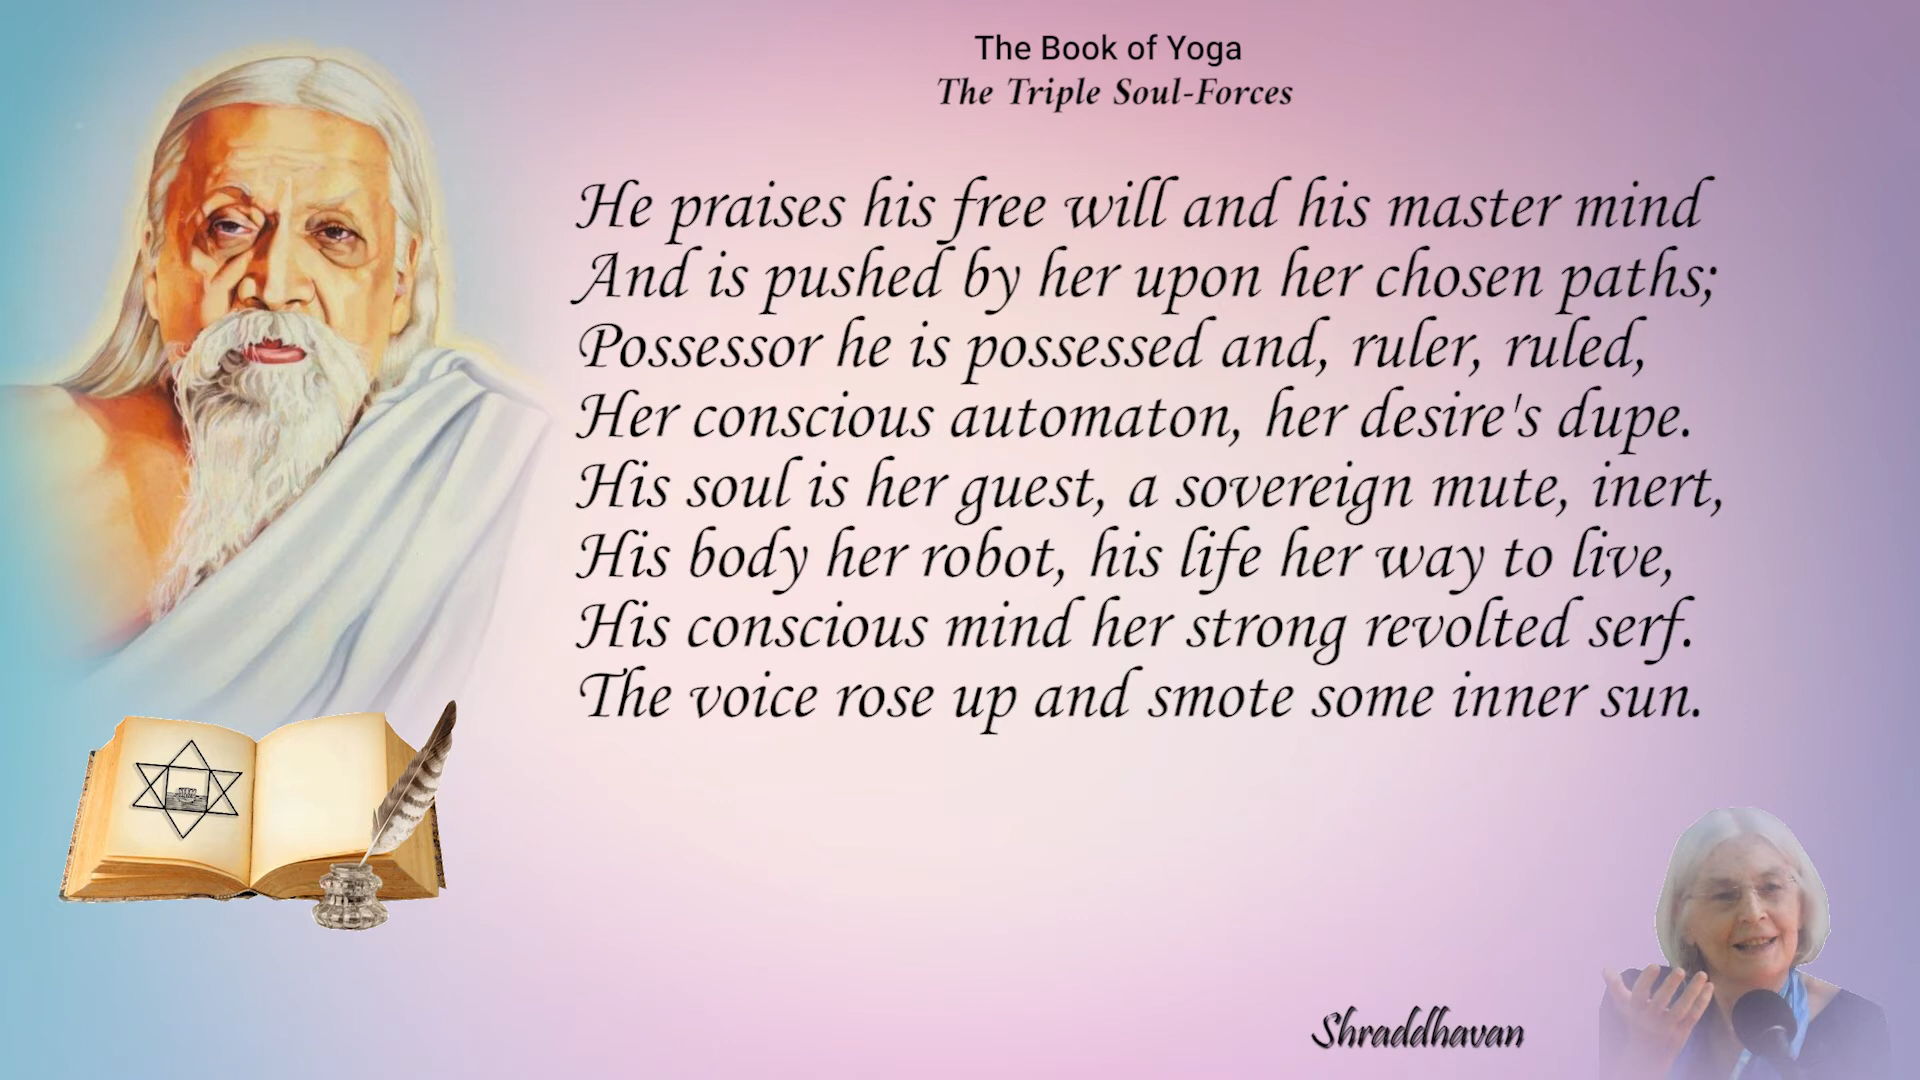 The Book of Yoga
The Triple Soul-Forces
He praises his free will and his master mind
And is pushed by her upon her chosen paths;
Possessor he is possessed and, ruler, ruled,
Her conscious automaton, her desire's dupe.
His soul is her guest, a sovereign mute, inert,
His body her robot, his life her way to live,
His conscious mind her strong revolted serf.
The voice rose up and smote some inner sun.
Shraddhavan